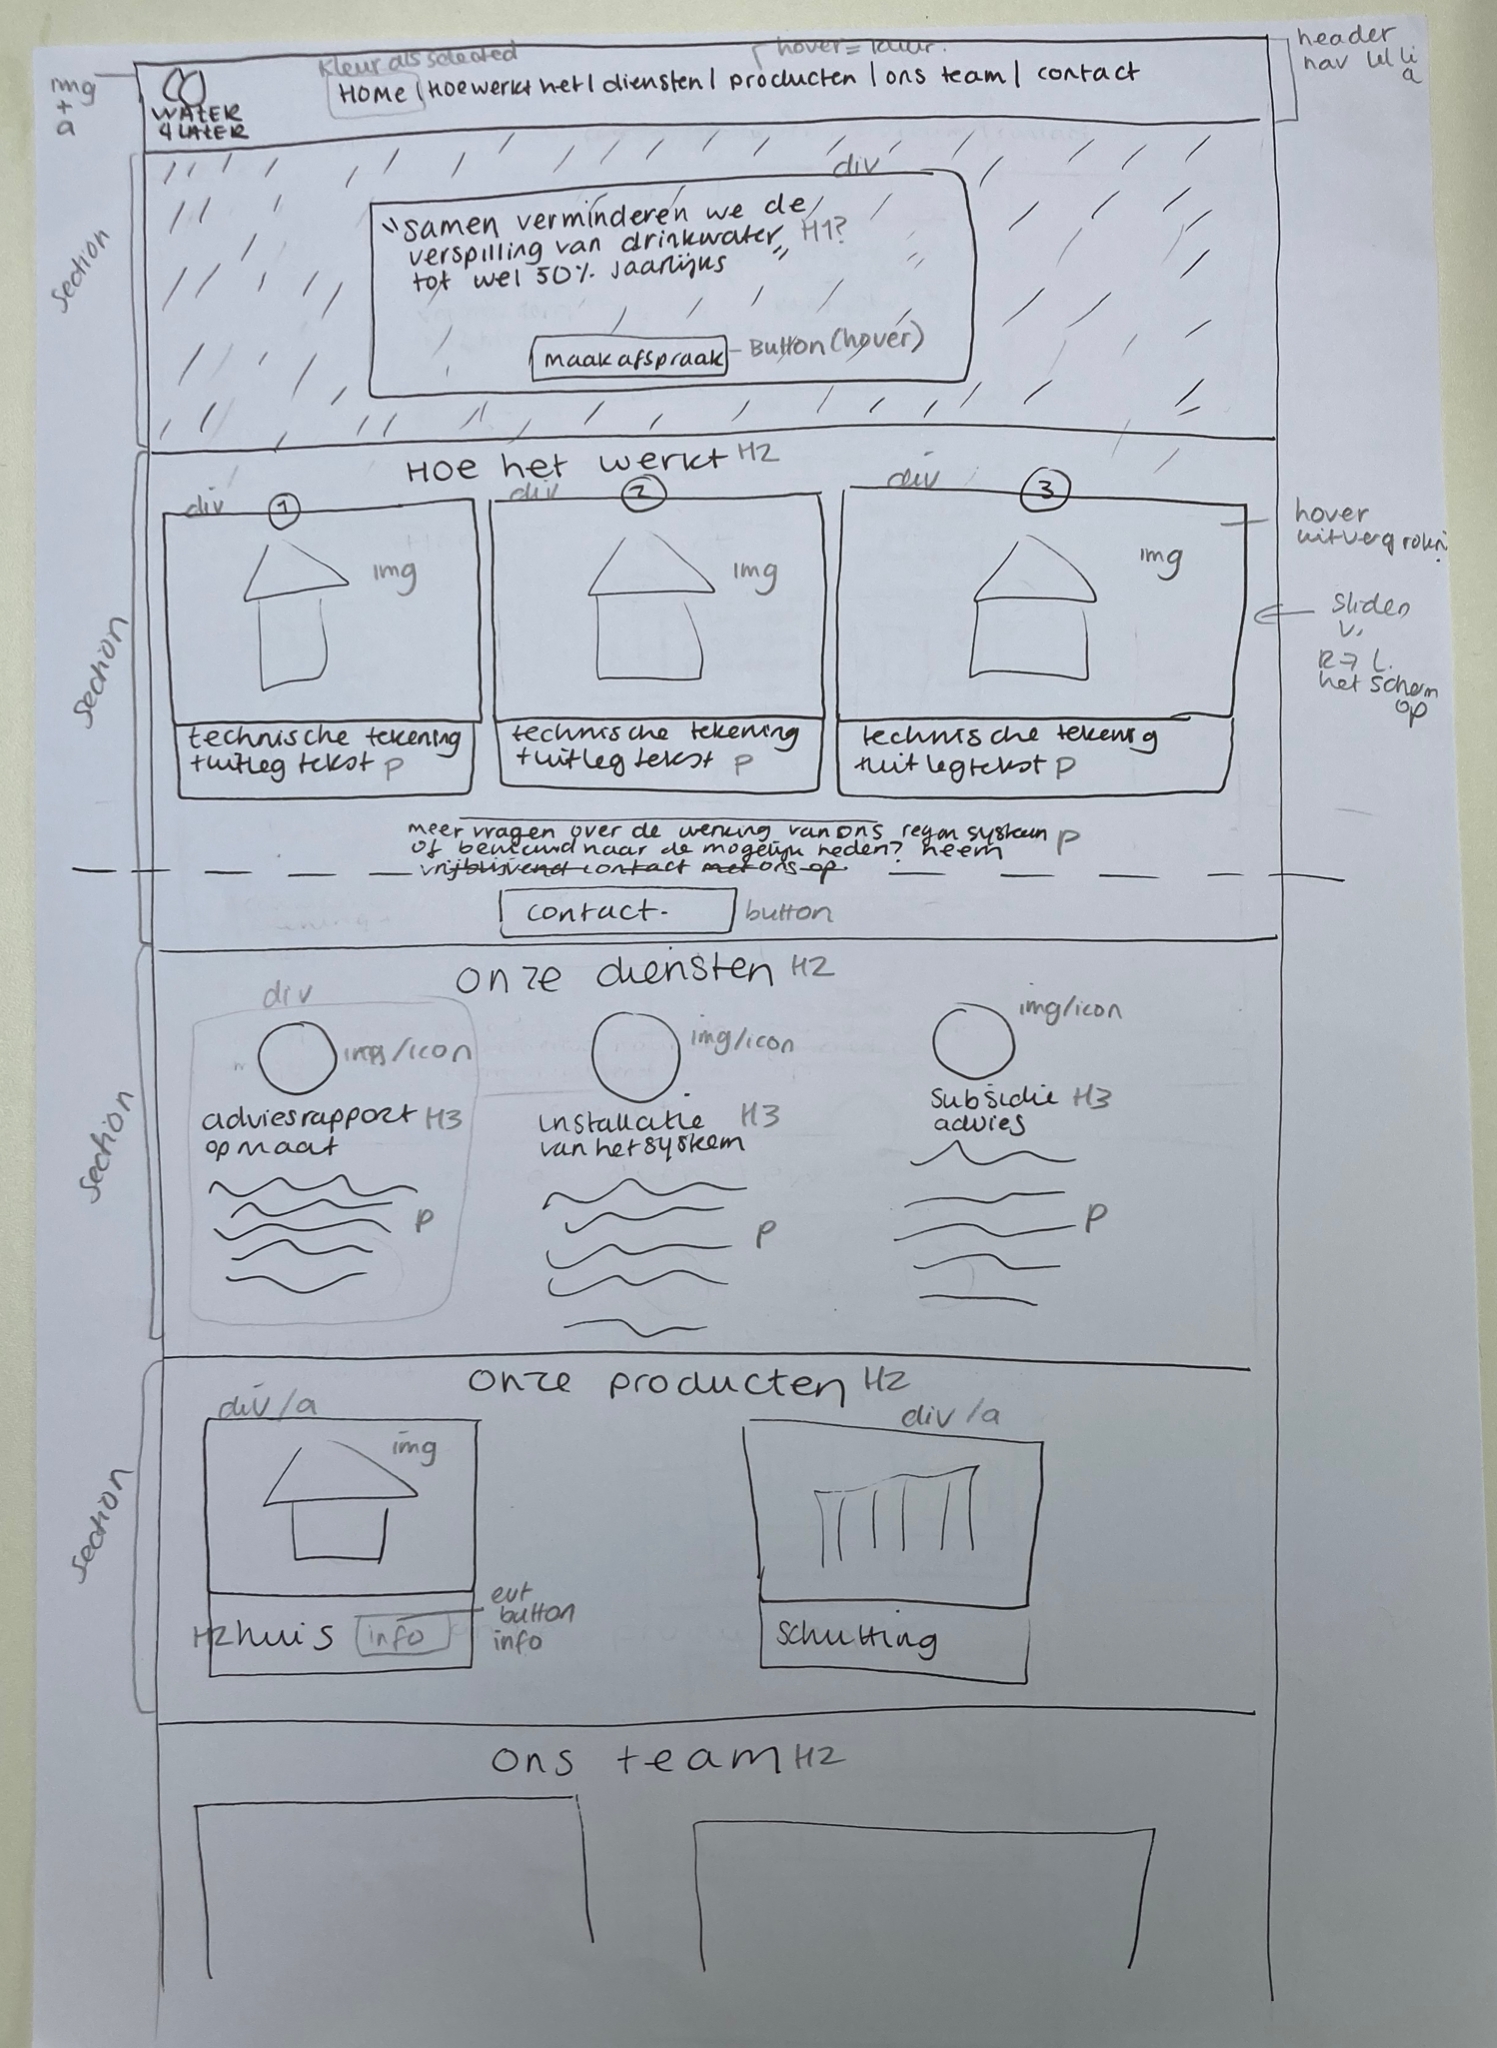 kleur als selected
hover = kleur.
header
nav ul li
a
img
+
a
WATER
4 LATER
HOME | Hoe werkt het | diensten | producten | ons team | contact
div
section
"Samen verminderen we de
verspilling van drinkwater H1?
tot wel 50% jaarlijks"
maak afspraak
Button (hover)
Hoe het werkt H2
div
div
div
1
2
3
img
img
img
hover
uitvergroten
sliden
v.
R → L
het scherm
op
section
technische tekening
+ uitleg tekst p
technische tekening
+ uitleg tekst p
technische tekenig
+ uitleg tekst p
meer vragen over de werking van ons regen systeem p
of benieuwd naar de mogelijkheden? neem
vrijblijvend contact met ons op.
contact.
button
onze diensten H2
div
img/icon
img/icon
img/icon
section
adviesrapport H3
op maat
installatie H3
van het systeem
subsidie H3
advies
p
p
p
onze producten H2
div/a
div/a
img
section
H2 huis
info
evt
button
info
schutting
ons team H2